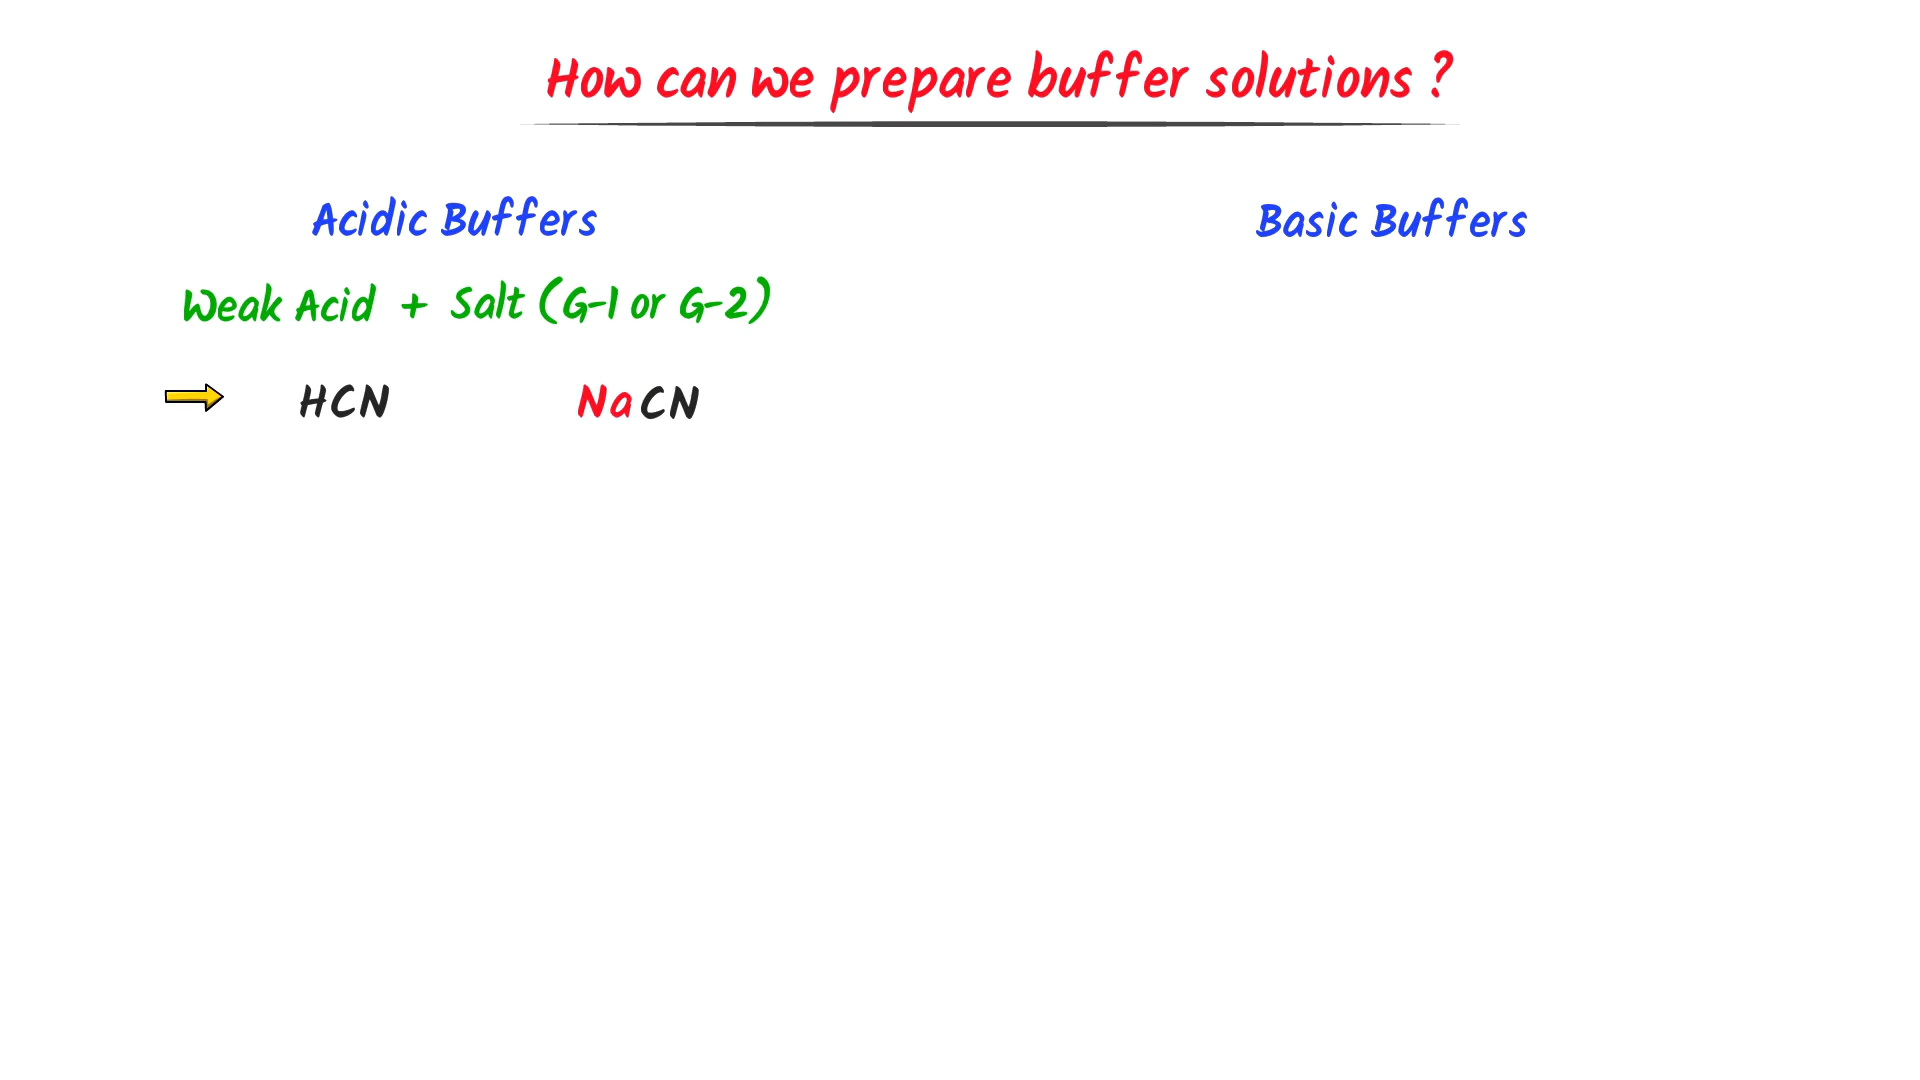 How can we prepare buffer solutions ?
Acidic Buffers
Basic Buffers
Weak Acid + Salt (G-1 or G-2)
HCN NaCN